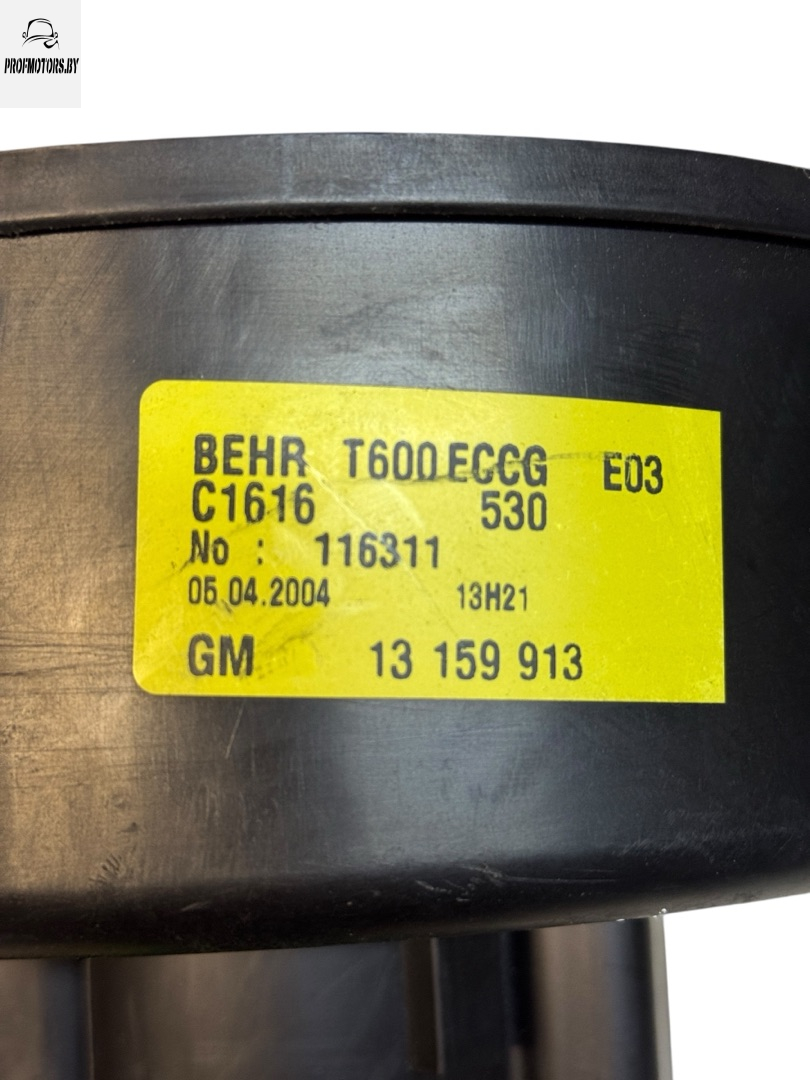 PROFMOTORS.BY
BEHR T600 ECCG E03
C1616 530
No : 116311
05.04.2004 13H21
GM 13 159 913